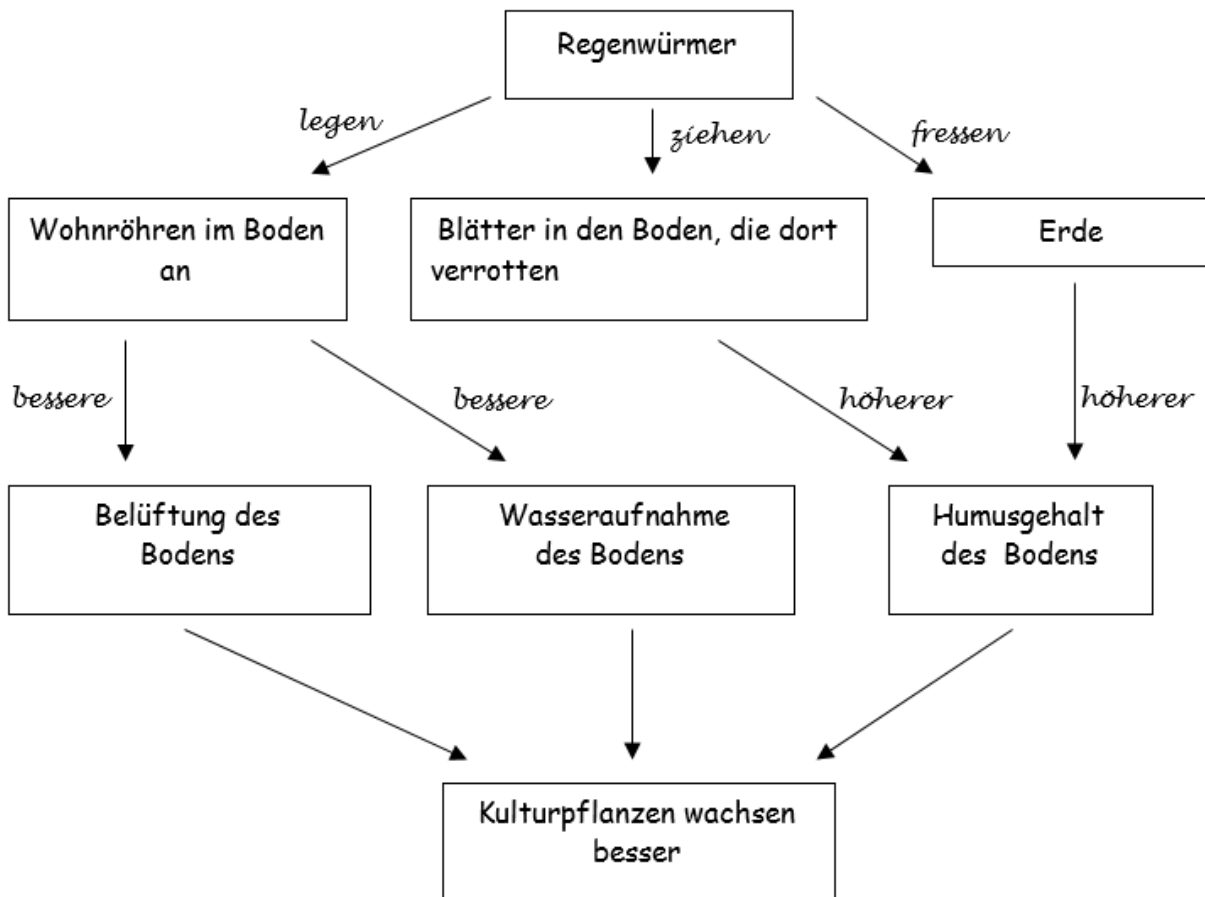 Regenwürmer
legen
ziehen
fressen
Wohnröhren im Boden
an
Blätter in den Boden, die dort
verrotten
Erde
bessere
bessere
höherer
höherer
Belüftung des
Bodens
Wasseraufnahme
des Bodens
Humusgehalt
des Bodens
Kulturpflanzen wachsen
besser